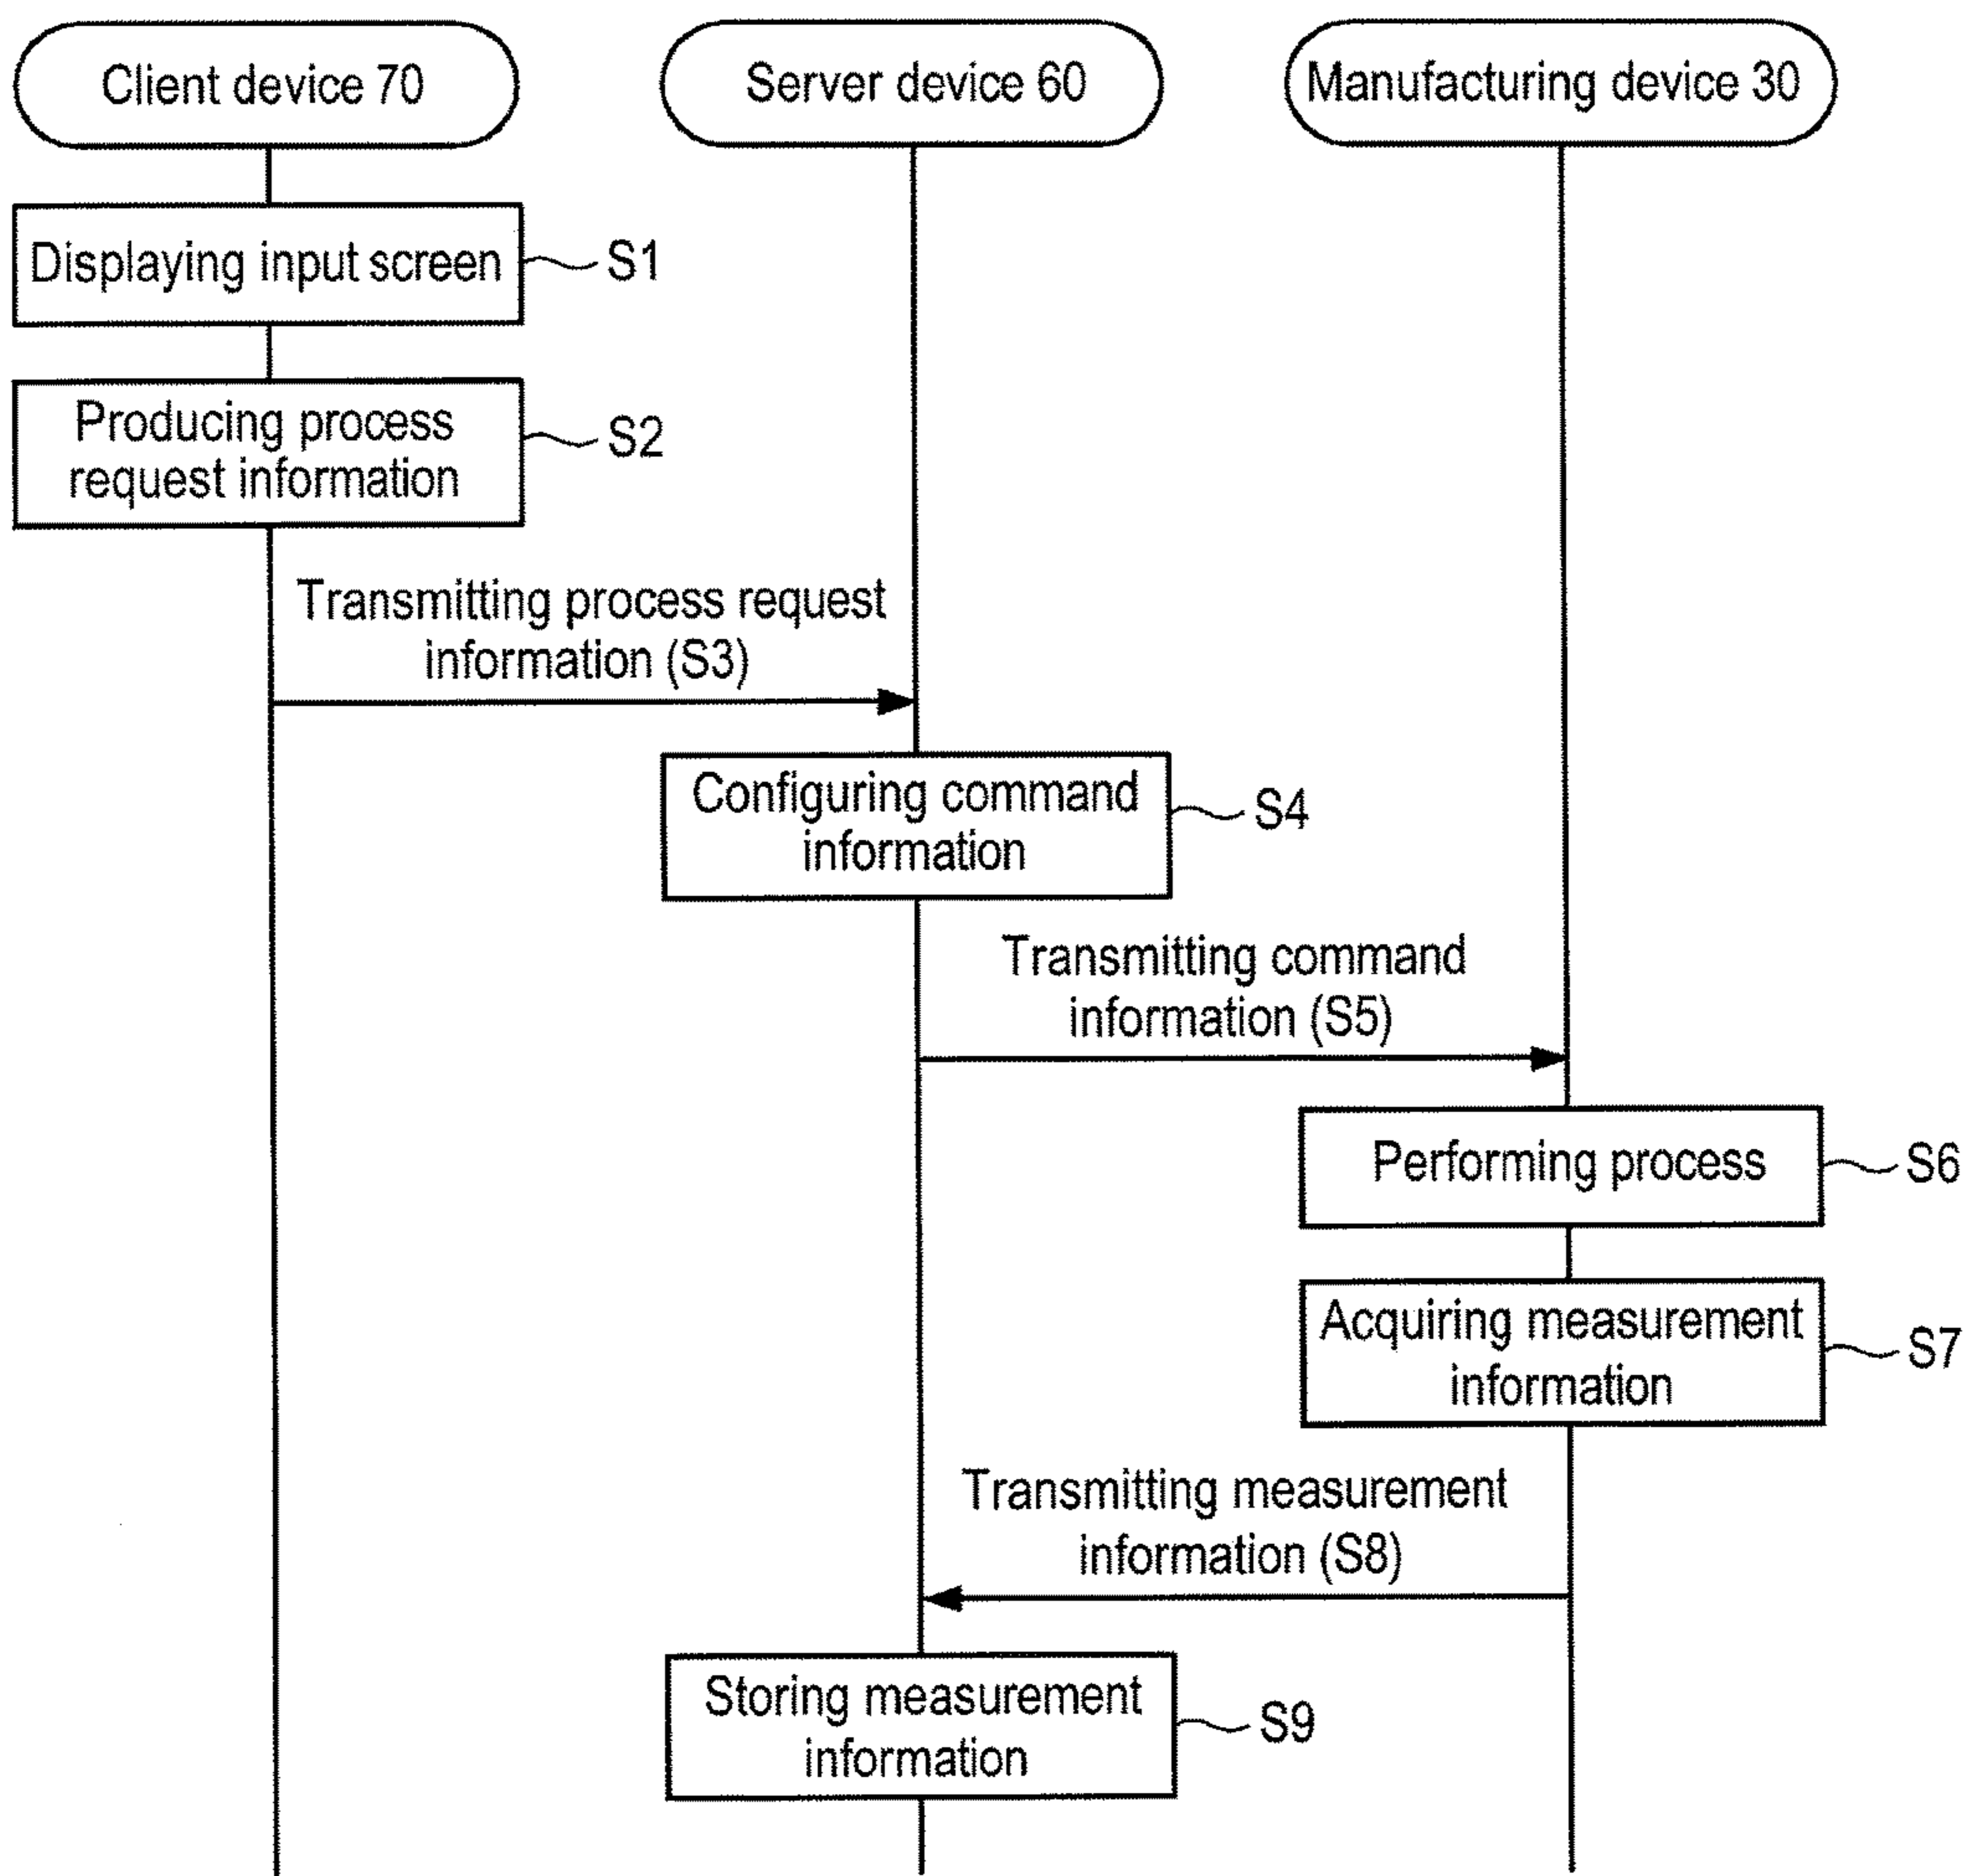 Client device 70
Server device 60
Manufacturing device 30
Displaying input screen
S1
Producing process
request information
S2
Transmitting process request
information (S3)
Configuring command
information
S4
Transmitting command
information (S5)
Performing process
S6
Acquiring measurement
information
S7
Transmitting measurement
information (S8)
Storing measurement
information
S9